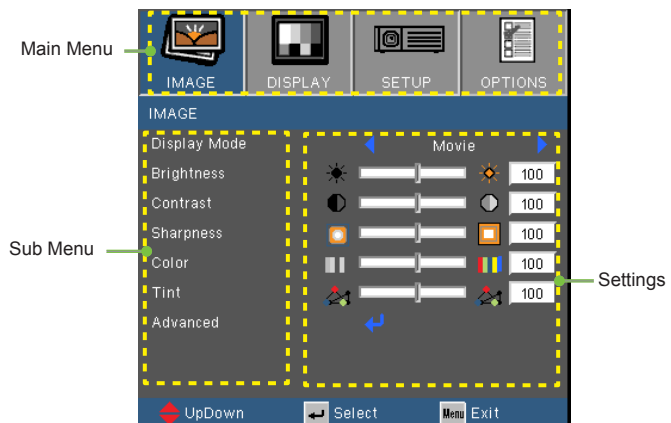 Main Menu
IMAGE DISPLAY SETUP OPTIONS
IMAGE
Display Mode Movie
Brightness 100
Contrast 100
Sharpness 100
Sub Menu
Color 100
Settings
Tint 100
Advanced
UpDown Select Menu Exit